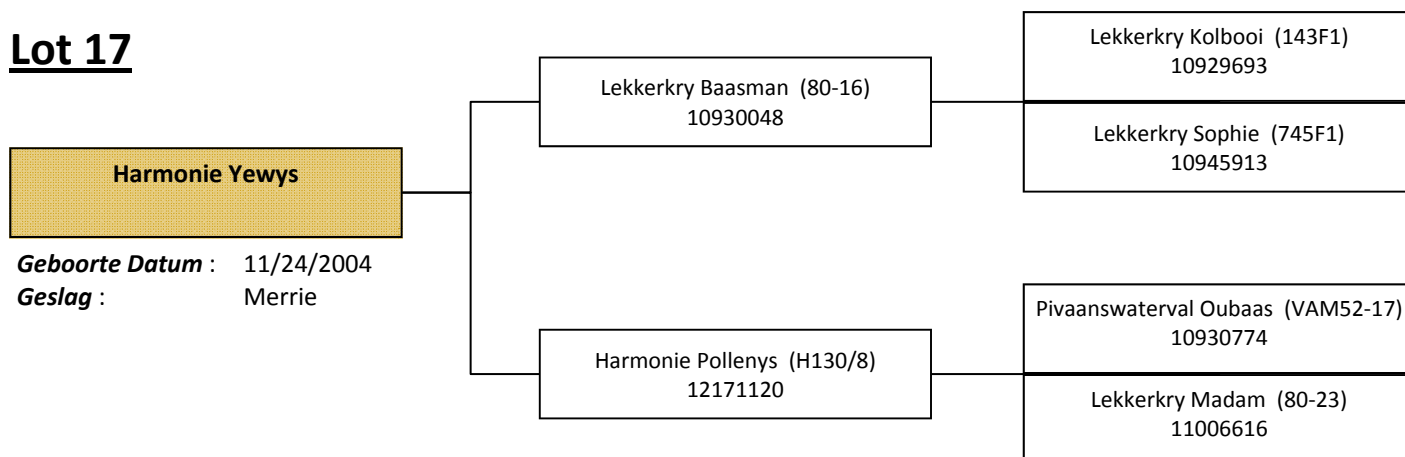 Lot 17
Harmonie Yewys
Geboorte Datum : 11/24/2004
Geslag : Merrie
Lekkerkry Baasman (80-16)
10930048
Harmonie Pollenys (H130/8)
12171120
Lekkerkry Kolbooi (143F1)
10929693
Lekkerkry Sophie (745F1)
10945913
Pivaanswaterval Oubaas (VAM52-17)
10930774
Lekkerkry Madam (80-23)
11006616